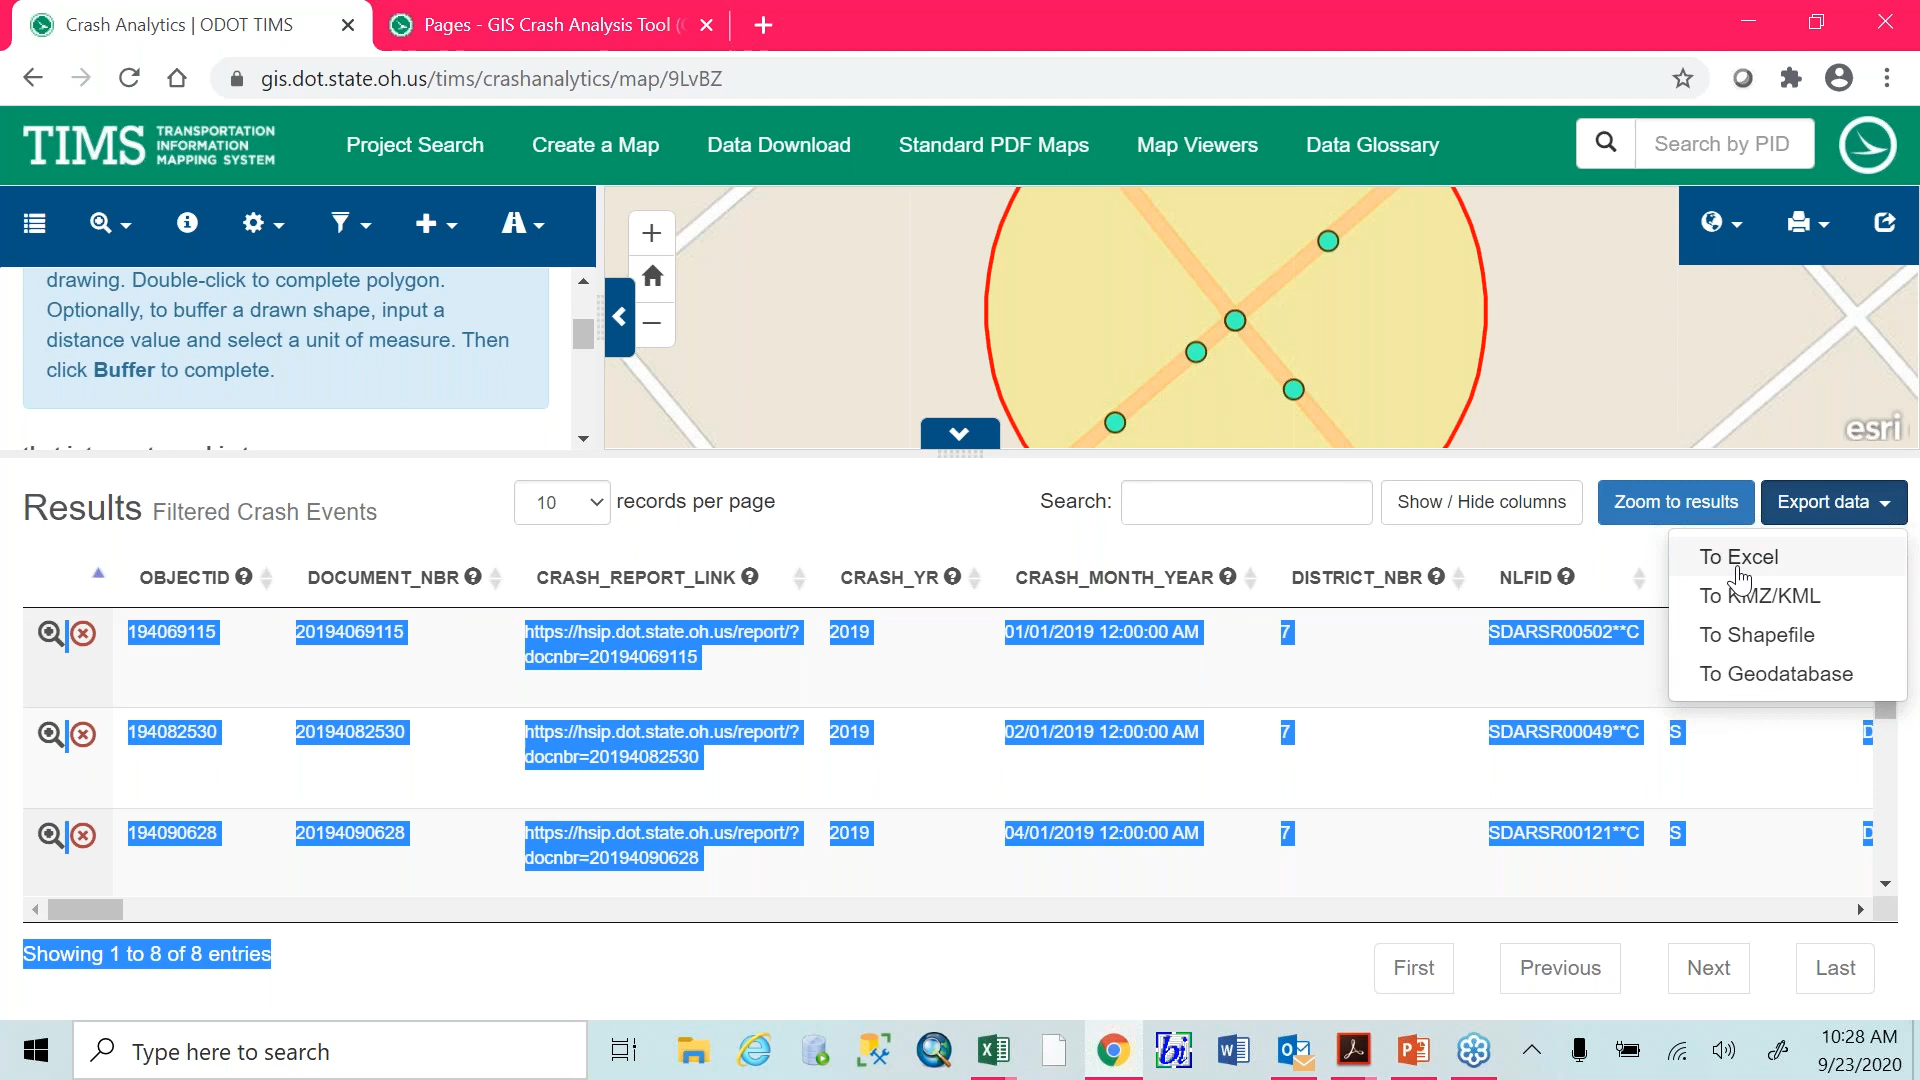 Crash Analytics | ODOT TIMS
Pages - GIS Crash Analysis Tool (
gis.dot.state.oh.us/tims/crashanalytics/map/9LvBZ
TIMS TRANSPORTATION INFORMATION MAPPING SYSTEM
Project Search Create a Map Data Download Standard PDF Maps Map Viewers Data Glossary Search by PID
drawing. Double-click to complete polygon.
Optionally, to buffer a drawn shape, input a
distance value and select a unit of measure. Then
click Buffer to complete.
esri
Results Filtered Crash Events 10 records per page Search: Show / Hide columns Zoom to results Export data
To Excel
To KMZ/KML
To Shapefile
To Geodatabase
OBJECTID DOCUMENT_NBR CRASH_REPORT_LINK CRASH_YR CRASH_MONTH_YEAR DISTRICT_NBR NLFID
194069115 20194069115 https://hsip.dot.state.oh.us/report/? 2019 01/01/2019 12:00:00 AM 7 SDARSR00502**C
docnbr=20194069115
194082530 20194082530 https://hsip.dot.state.oh.us/report/? 2019 02/01/2019 12:00:00 AM 7 SDARSR00049**C S D
docnbr=20194082530
194090628 20194090628 https://hsip.dot.state.oh.us/report/? 2019 04/01/2019 12:00:00 AM 7 SDARSR00121**C S D
docnbr=20194090628
Showing 1 to 8 of 8 entries
First Previous Next Last
Type here to search
10:28 AM
9/23/2020